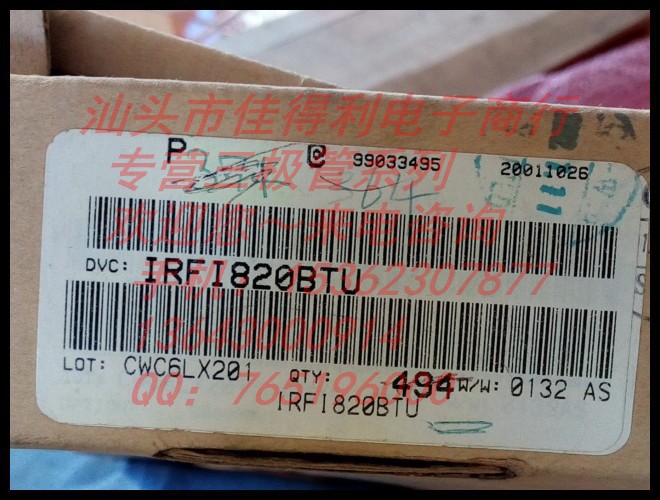 汕头市佳得利电子商行
P @ 99033495 20011026
专营三极管系列
欢迎您~来电咨询
DVC: IRFI820BTU
手机：15362307877
13643000914
LOT: CWC6LX201 QTY: 494 W/W: 0132 AS
IRFI820BTU